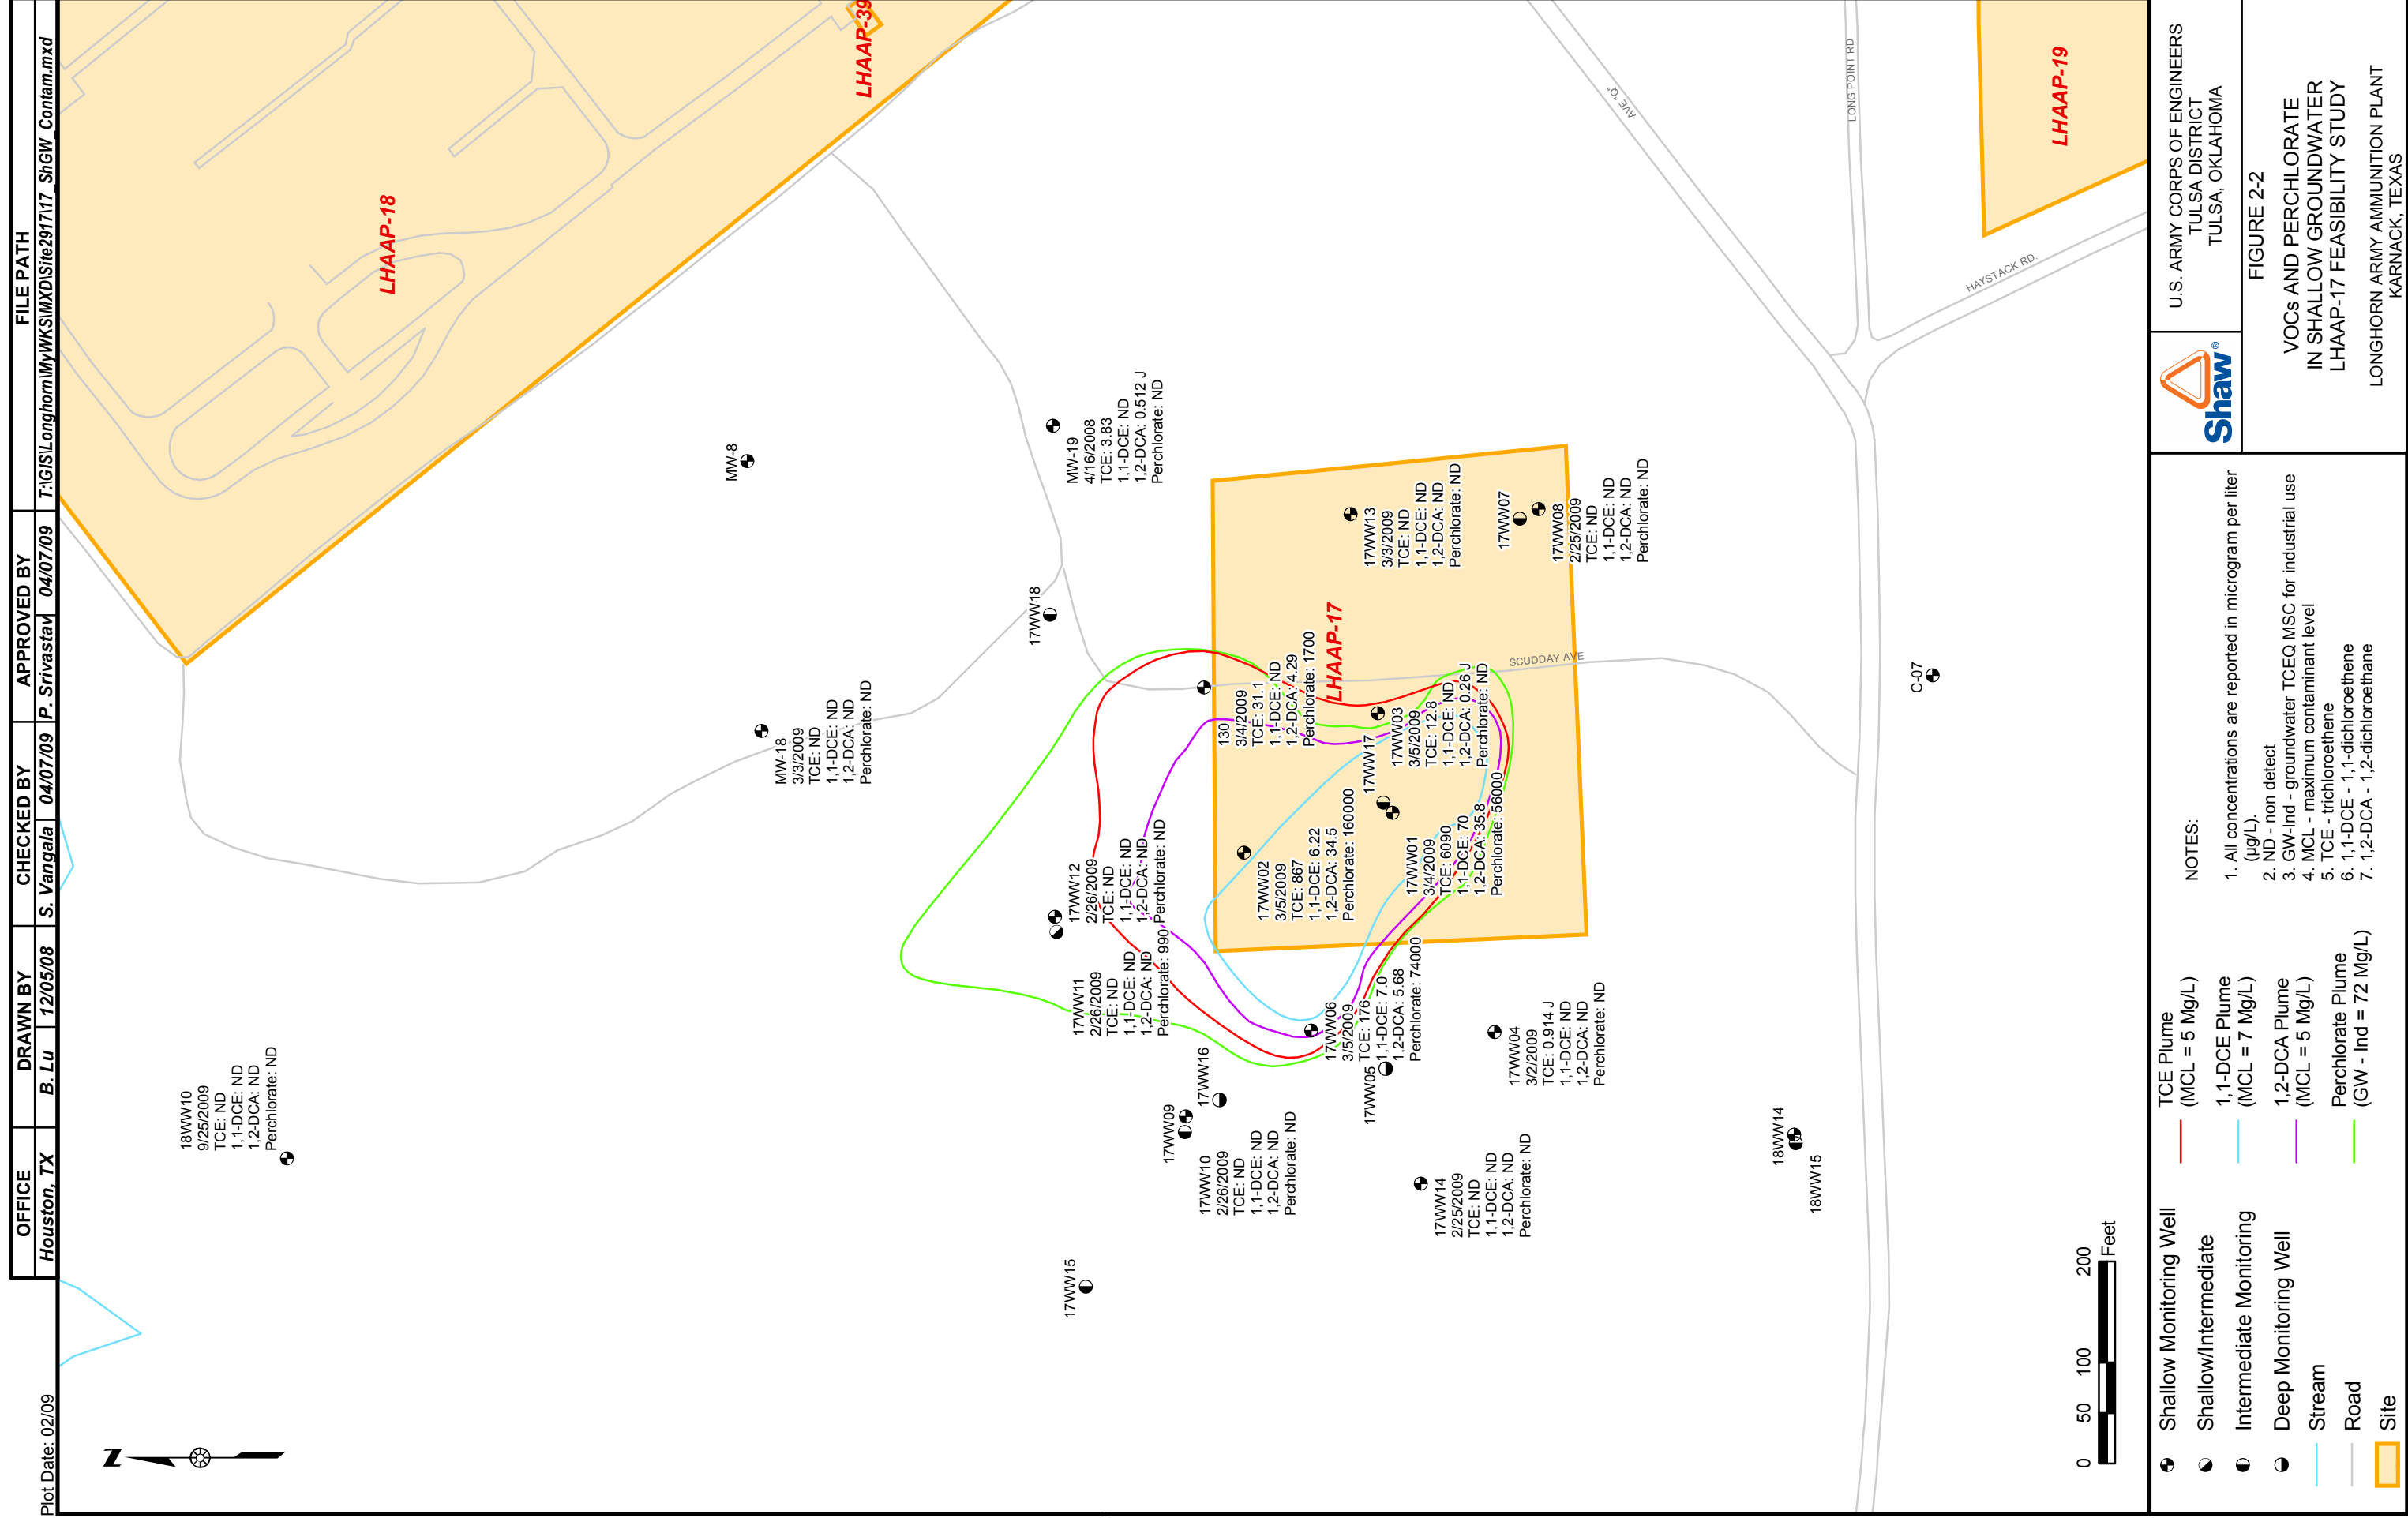 Plot Date: 02/09
OFFICE
Houston, TX
DRAWN BY
B. Lu
12/05/08
CHECKED BY
S. Vangala
04/07/09
APPROVED BY
P. Srivastav
04/07/09
FILE PATH
T:\GIS\Longhorn\MyWKS\MXD\Site2917\17_ShGW_Contam.mxd
N
LHAAP-18
LHAAP-39
18WW10
9/25/2009
TCE: ND
1,1-DCE: ND
1,2-DCA: ND
Perchlorate: ND
MW-8
MW-18
3/3/2009
TCE: ND
1,1-DCE: ND
1,2-DCA: ND
Perchlorate: ND
17WW18
MW-19
4/16/2008
TCE: 3.83
1,1-DCE: ND
1,2-DCA: 0.512 J
Perchlorate: ND
17WW15
17WW12
2/26/2009
TCE: ND
1,1-DCE: ND
1,2-DCA: ND
Perchlorate: ND
17WW11
2/26/2009
TCE: ND
1,1-DCE: ND
1,2-DCA: ND
Perchlorate: 990
17WW09
17WW16
17WW10
2/26/2009
TCE: ND
1,1-DCE: ND
1,2-DCA: ND
Perchlorate: ND
130
3/4/2009
TCE: 31.1
1,1-DCE: ND
1,2-DCA: 4.29
Perchlorate: 1700
LHAAP-17
17WW02
3/5/2009
TCE: 867
1,1-DCE: 6.22
1,2-DCA: 34.5
Perchlorate: 160000
17WW17
17WW03
3/5/2009
TCE: 12.8
1,1-DCE: ND
1,2-DCA: 0.26 J
Perchlorate: ND
17WW13
3/3/2009
TCE: ND
1,1-DCE: ND
1,2-DCA: ND
Perchlorate: ND
17WW06
3/5/2009
TCE: 176
1,1-DCE: 7.0
1,2-DCA: 5.68
Perchlorate: 74000
17WW05
17WW01
3/4/2009
TCE: 6090
1,1-DCE: 70
1,2-DCA: 35.8
Perchlorate: 56000
17WW07
17WW08
2/25/2009
TCE: ND
1,1-DCE: ND
1,2-DCA: ND
Perchlorate: ND
SCUDDAY AVE
17WW14
2/25/2009
TCE: ND
1,1-DCE: ND
1,2-DCA: ND
Perchlorate: ND
17WW04
3/2/2009
TCE: 0.914 J
1,1-DCE: ND
1,2-DCA: ND
Perchlorate: ND
AVE "Q"
18WW14
18WW15
LONG POINT RD
C-07
HAYSTACK RD.
LHAAP-19
0 50 100 200
Feet
Shallow Monitoring Well
Shallow/Intermediate
Intermediate Monitoring
Deep Monitoring Well
Stream
Road
Site
TCE Plume
(MCL = 5 Mg/L)
1,1-DCE Plume
(MCL = 7 Mg/L)
1,2-DCA Plume
(MCL = 5 Mg/L)
Perchlorate Plume
(GW - Ind = 72 Mg/L)
NOTES:
1. All concentrations are reported in microgram per liter
(µg/L).
2. ND - non detect
3. GW-Ind - groundwater TCEQ MSC for industrial use
4. MCL - maximum contaminant level
5. TCE - trichloroethene
6. 1,1-DCE - 1,1-dichloroethene
7. 1,2-DCA - 1,2-dichloroethane
Shaw®
U.S. ARMY CORPS OF ENGINEERS
TULSA DISTRICT
TULSA, OKLAHOMA
FIGURE 2-2
VOCs AND PERCHLORATE
IN SHALLOW GROUNDWATER
LHAAP-17 FEASIBILITY STUDY
LONGHORN ARMY AMMUNITION PLANT
KARNACK, TEXAS